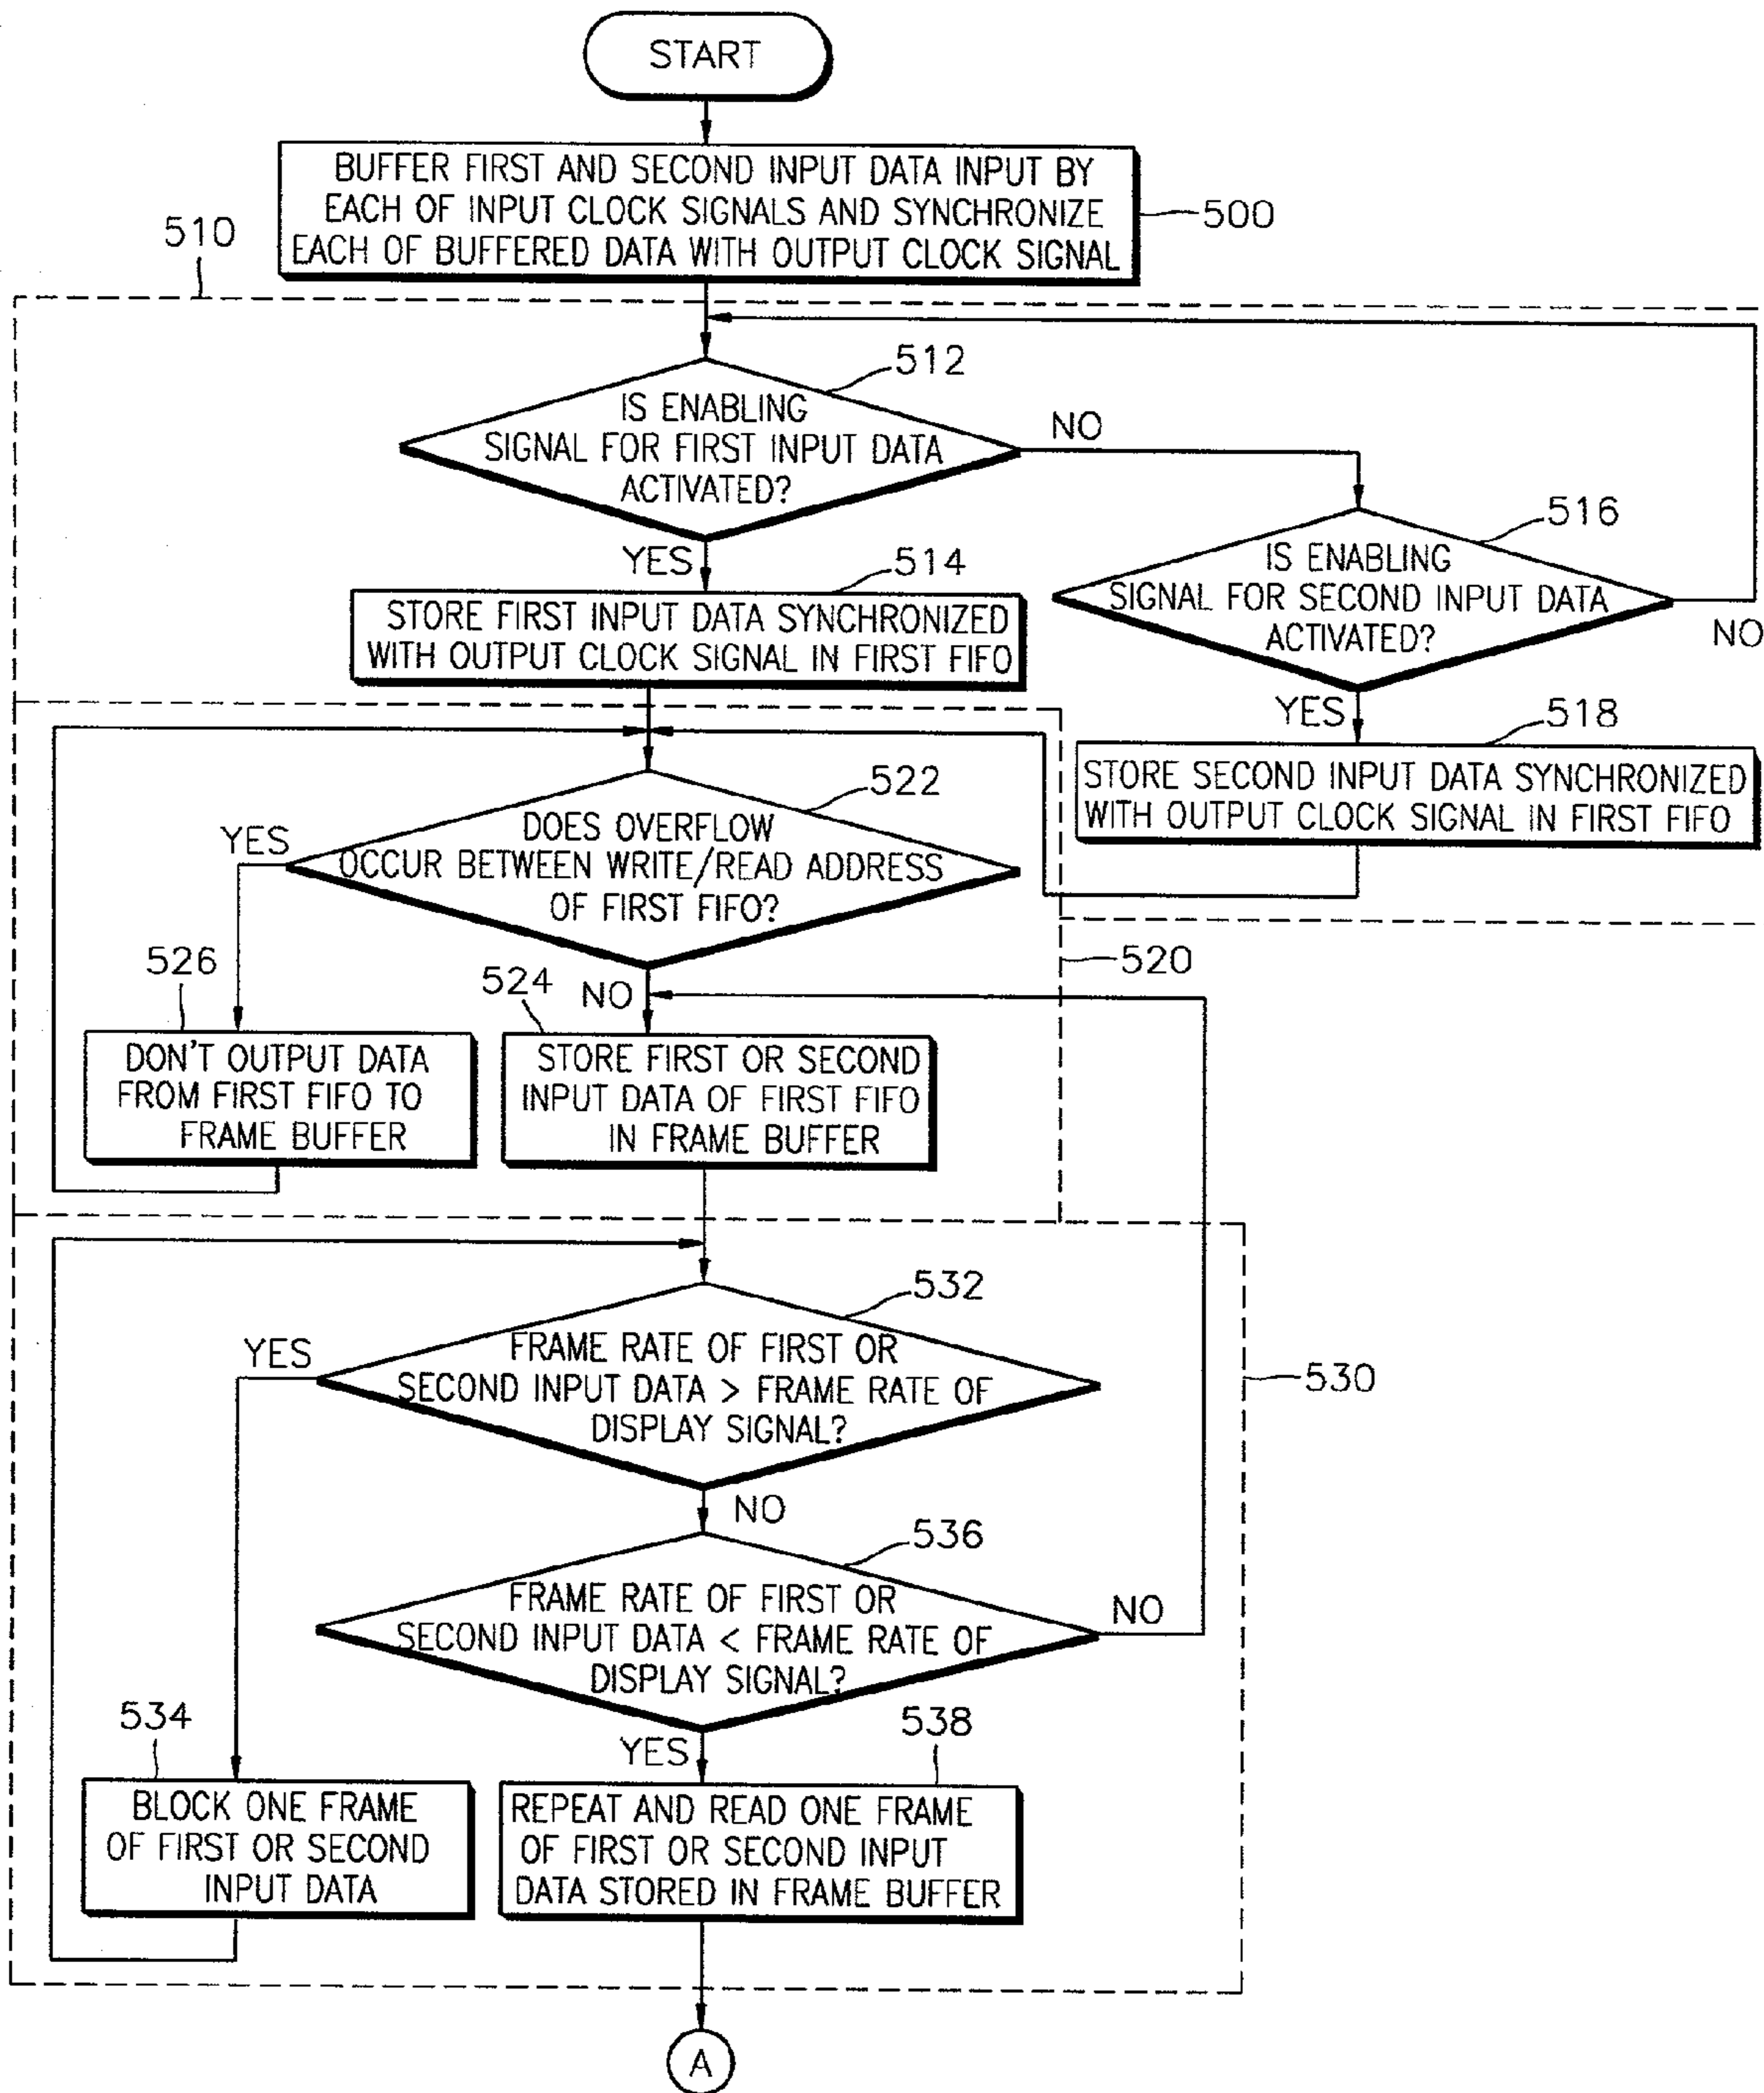 START
BUFFER FIRST AND SECOND INPUT DATA INPUT BY
EACH OF INPUT CLOCK SIGNALS AND SYNCHRONIZE
EACH OF BUFFERED DATA WITH OUTPUT CLOCK SIGNAL
500
510
512
IS ENABLING
SIGNAL FOR FIRST INPUT DATA
ACTIVATED?
NO
YES
516
IS ENABLING
SIGNAL FOR SECOND INPUT DATA
ACTIVATED?
NO
YES
514
STORE FIRST INPUT DATA SYNCHRONIZED
WITH OUTPUT CLOCK SIGNAL IN FIRST FIFO
518
STORE SECOND INPUT DATA SYNCHRONIZED
WITH OUTPUT CLOCK SIGNAL IN FIRST FIFO
522
DOES OVERFLOW
OCCUR BETWEEN WRITE/READ ADDRESS
OF FIRST FIFO?
YES
NO
520
526
DON'T OUTPUT DATA
FROM FIRST FIFO TO
FRAME BUFFER
524
STORE FIRST OR SECOND
INPUT DATA OF FIRST FIFO
IN FRAME BUFFER
532
FRAME RATE OF FIRST OR
SECOND INPUT DATA > FRAME RATE OF
DISPLAY SIGNAL?
YES
NO
530
536
FRAME RATE OF FIRST OR
SECOND INPUT DATA < FRAME RATE OF
DISPLAY SIGNAL?
NO
YES
534
BLOCK ONE FRAME
OF FIRST OR SECOND
INPUT DATA
538
REPEAT AND READ ONE FRAME
OF FIRST OR SECOND INPUT
DATA STORED IN FRAME BUFFER
A